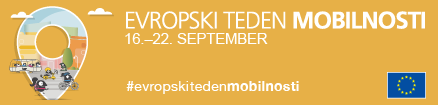 EVROPSKI TEDEN MOBILNOSTI
16.–22. SEPTEMBER
#evropskitedenmobilnosti